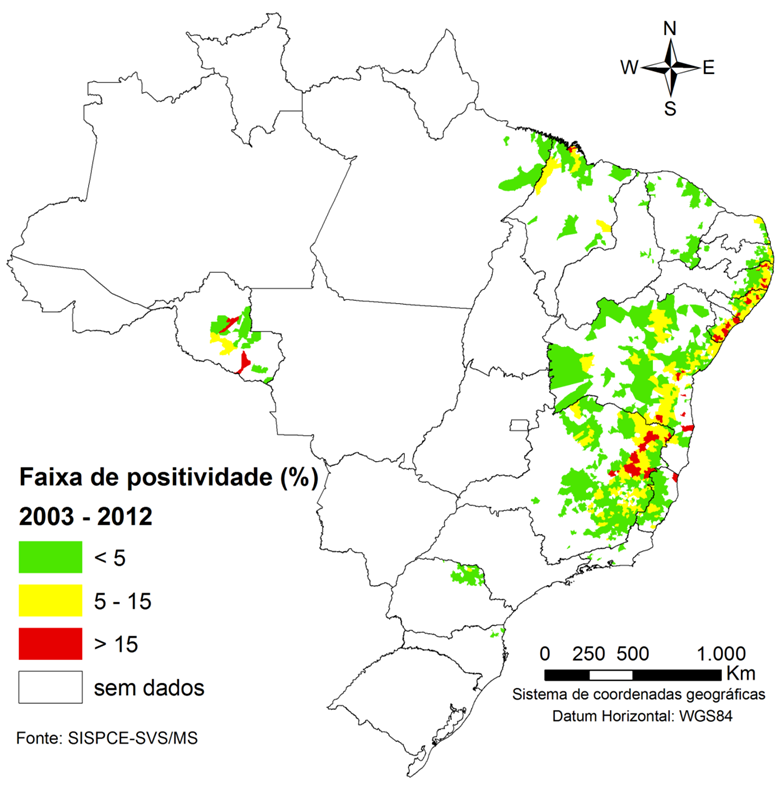 N
W E
S
Faixa de positividade (%)
2003 - 2012
< 5
5 - 15
> 15
sem dados
Fonte: SISPCE-SVS/MS
0 250 500 1.000
Km
Sistema de coordenadas geográficas
Datum Horizontal: WGS84